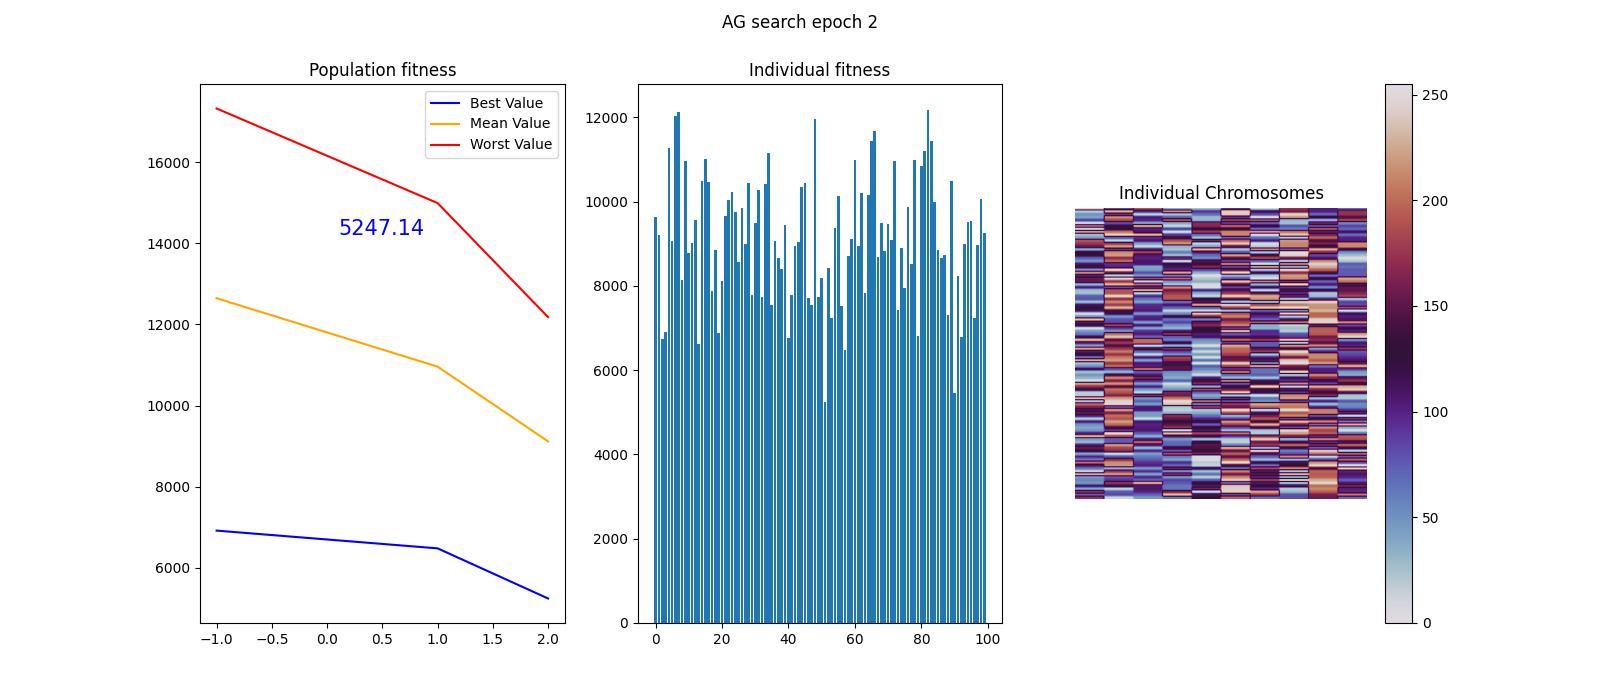 AG search epoch 2
Population fitness
Best Value
Mean Value
Worst Value
5247.14
16000
14000
12000
10000
8000
6000
−1.0 −0.5 0.0 0.5 1.0 1.5 2.0
Individual fitness
12000
10000
8000
6000
4000
2000
0
0 20 40 60 80 100
Individual Chromosomes
250
200
150
100
50
0